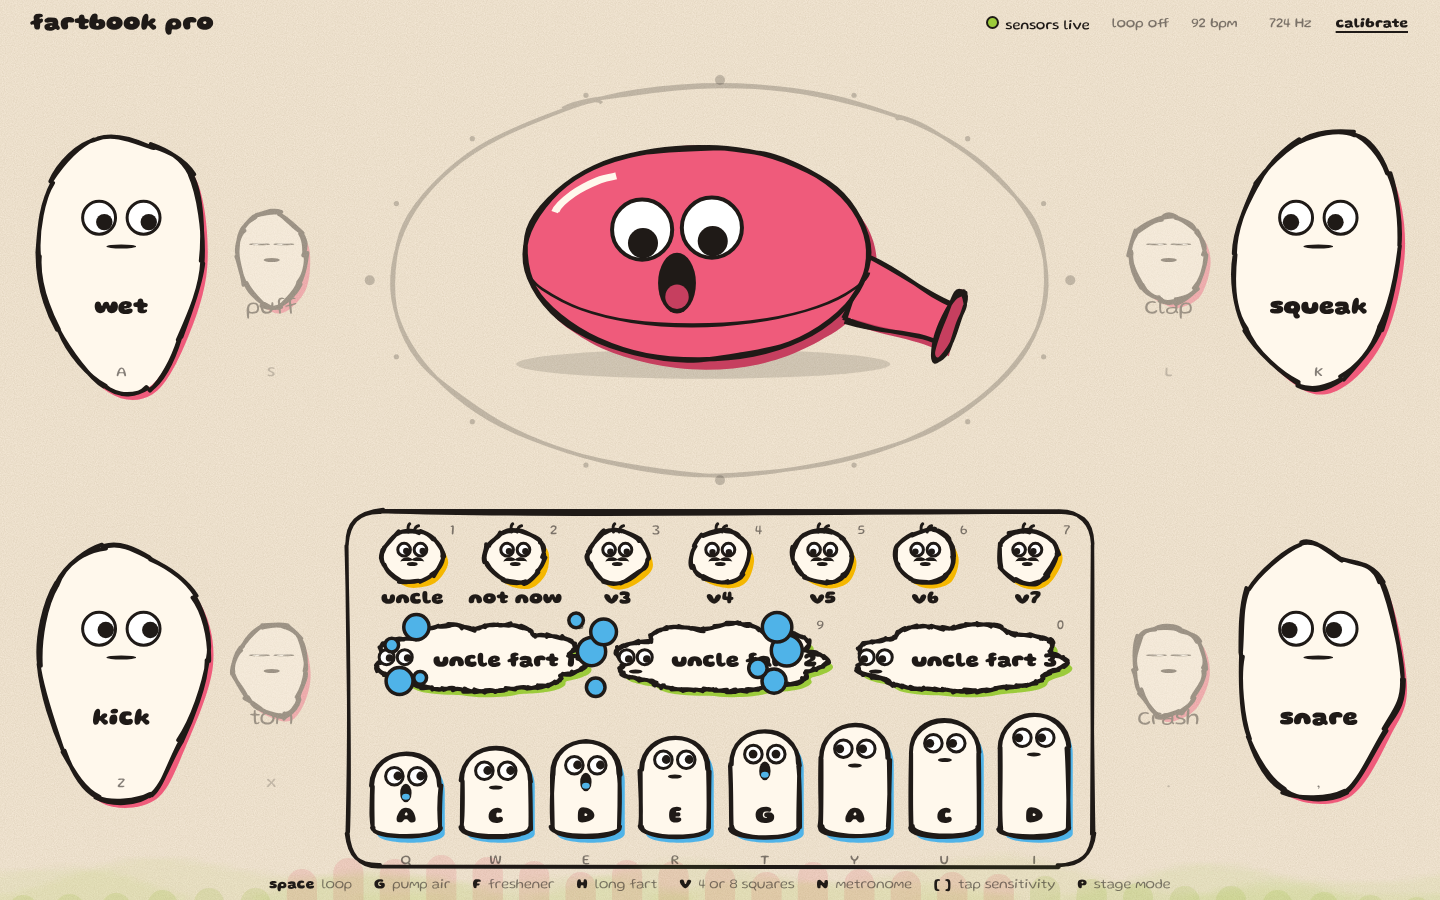 fartbook pro
sensors live loop off 92 bpm 724 Hz calibrate
wet
A
puff
S
clap
L
squeak
K
1 2 3 4 5 6 7
uncle not now v3 v4 v5 v6 v7
9 0
uncle fart 1 uncle fart 2 uncle fart 3
kick
Z
tom
X
crash
.
snare
,
A C D E G A C D
Q W E R T Y U I
space loop G pump air F freshener H long fart V 4 or 8 squares N metronome [ ] tap sensitivity P stage mode